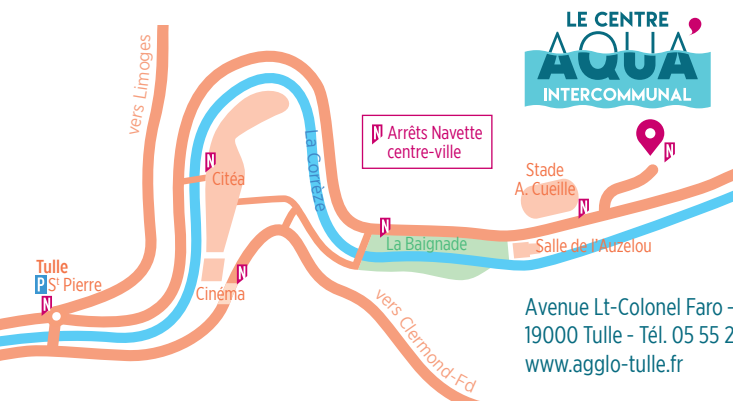 LE CENTRE
AQUA'
INTERCOMMUNAL
vers Limoges
N Arrêts Navette
centre-ville
La Corrèze
N
Citéa
N
Stade
A. Cueille
N
N
La Baignade
Salle de l'Auzelou
Tulle
P St Pierre
N
N
Cinéma
vers Clermond-Fd
Avenue Lt-Colonel Faro -
19000 Tulle - Tél. 05 55 2
www.agglo-tulle.fr